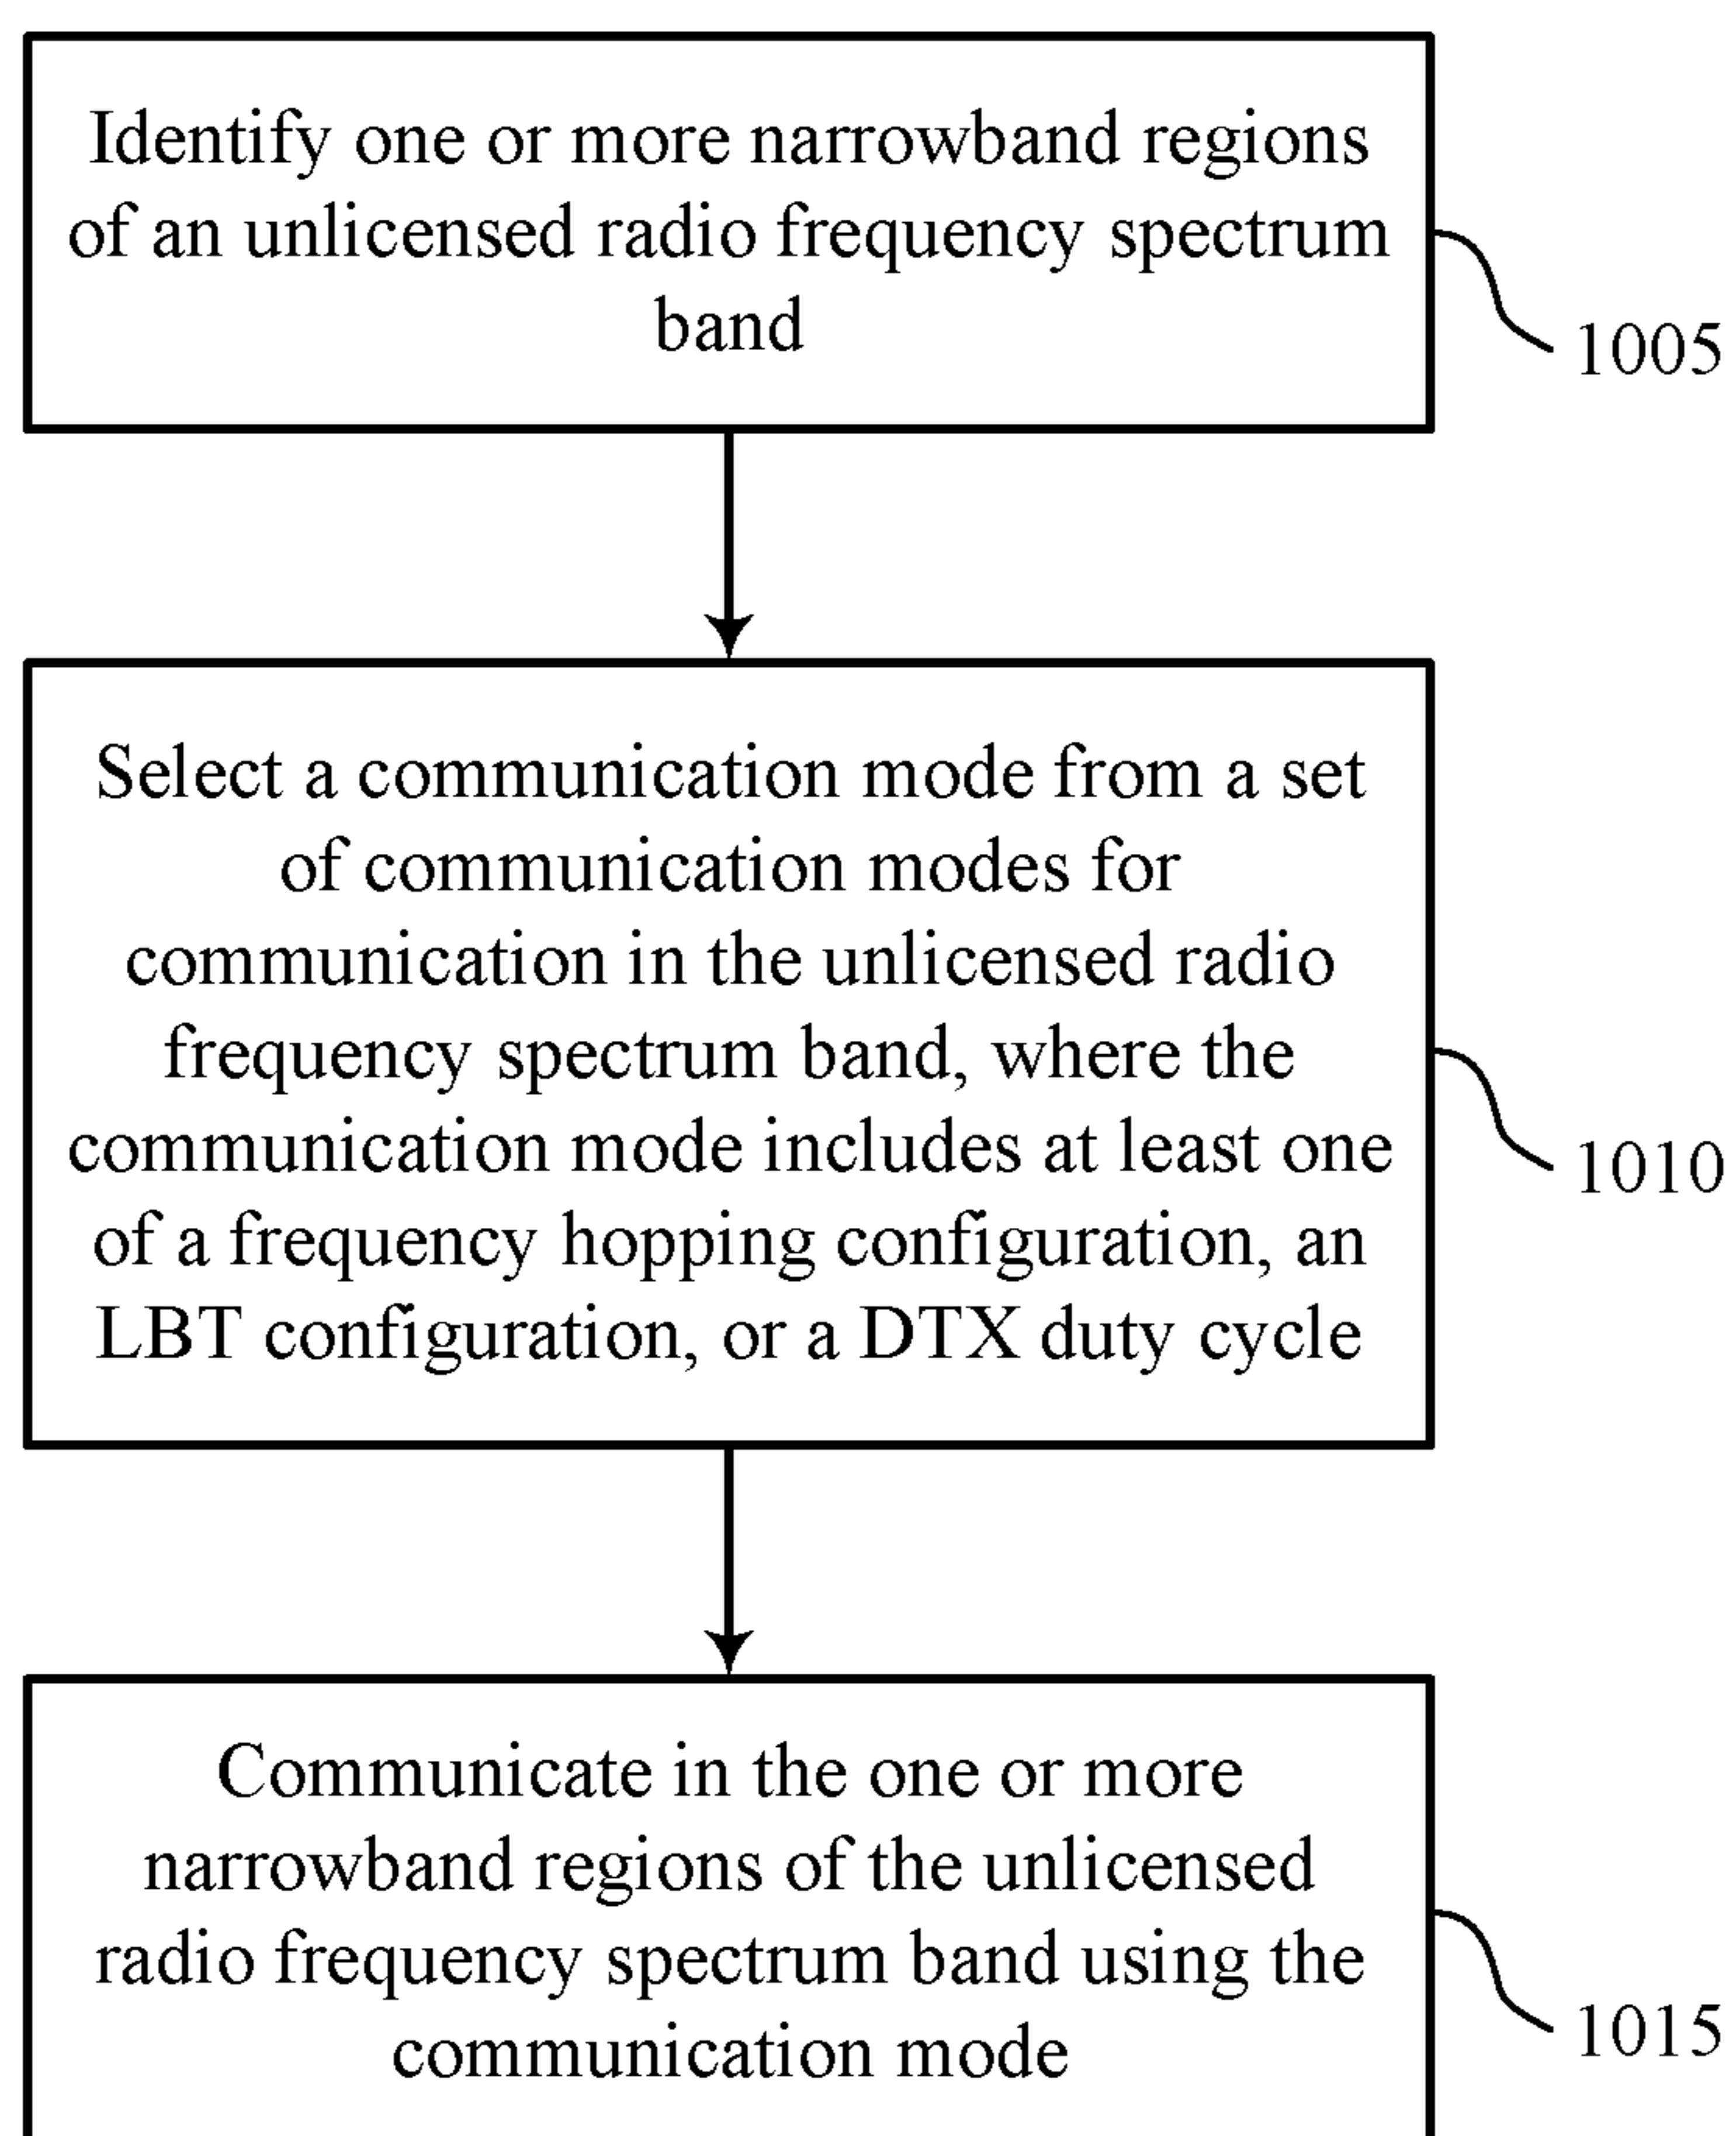 Identify one or more narrowband regions
of an unlicensed radio frequency spectrum
band
1005
Select a communication mode from a set
of communication modes for
communication in the unlicensed radio
frequency spectrum band, where the
communication mode includes at least one
of a frequency hopping configuration, an
LBT configuration, or a DTX duty cycle
1010
Communicate in the one or more
narrowband regions of the unlicensed
radio frequency spectrum band using the
communication mode
1015